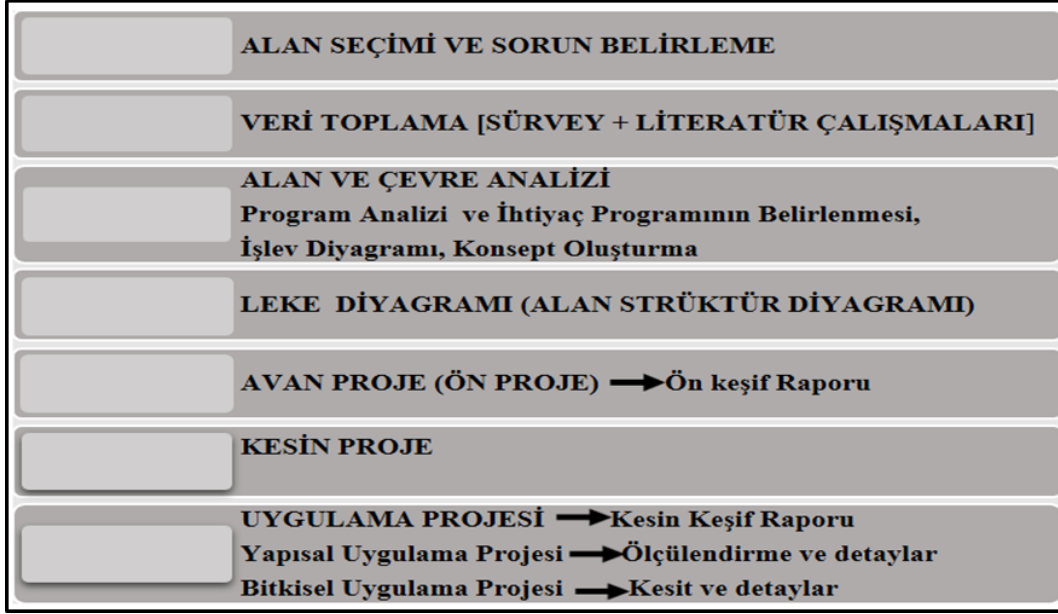 ALAN SEÇİMİ VE SORUN BELİRLEME
VERİ TOPLAMA [SÜRVEY + LİTERATÜR ÇALIŞMALARI]
ALAN VE ÇEVRE ANALİZİ
Program Analizi ve İhtiyaç Programının Belirlenmesi,
İşlev Diyagramı, Konsept Oluşturma
LEKE DİYAGRAMI (ALAN STRÜKTÜR DİYAGRAMI)
AVAN PROJE (ÖN PROJE) → Ön keşif Raporu
KESİN PROJE
UYGULAMA PROJESİ → Kesin Keşif Raporu
Yapısal Uygulama Projesi → Ölçülendirme ve detaylar
Bitkisel Uygulama Projesi → Kesit ve detaylar